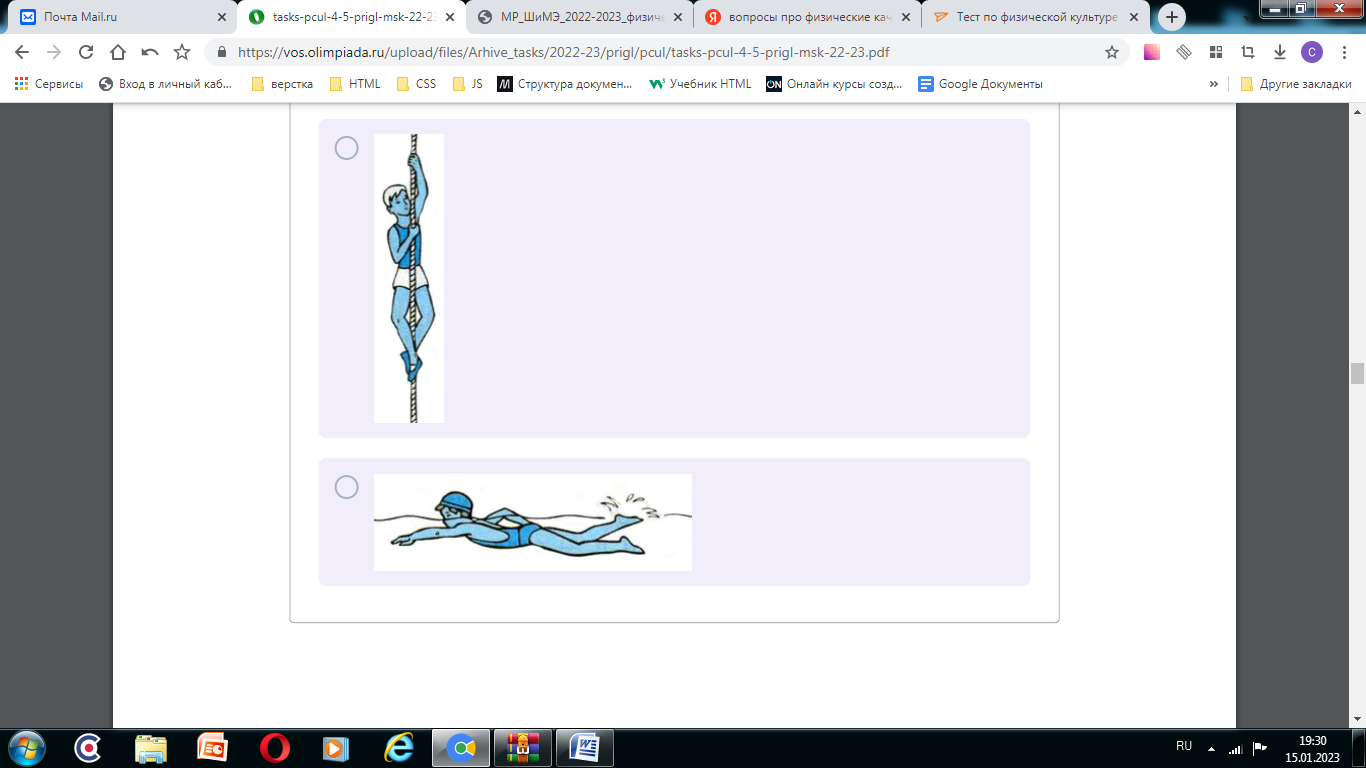 Почта Mail.ru
tasks-pcul-4-5-prigl-msk-22-23
МР_ШиМЭ_2022-2023_физиче
вопросы про физические кач
Тест по физической культуре
https://vos.olimpiada.ru/upload/files/Arhive_tasks/2022-23/prigl/pcul/tasks-pcul-4-5-prigl-msk-22-23.pdf
С
Сервисы
Вход в личный каб...
верстка
HTML
CSS
JS
Структура докумен...
Учебник HTML
Онлайн курсы созд...
Google Документы
»
Другие закладки
RU
19:30
15.01.2023